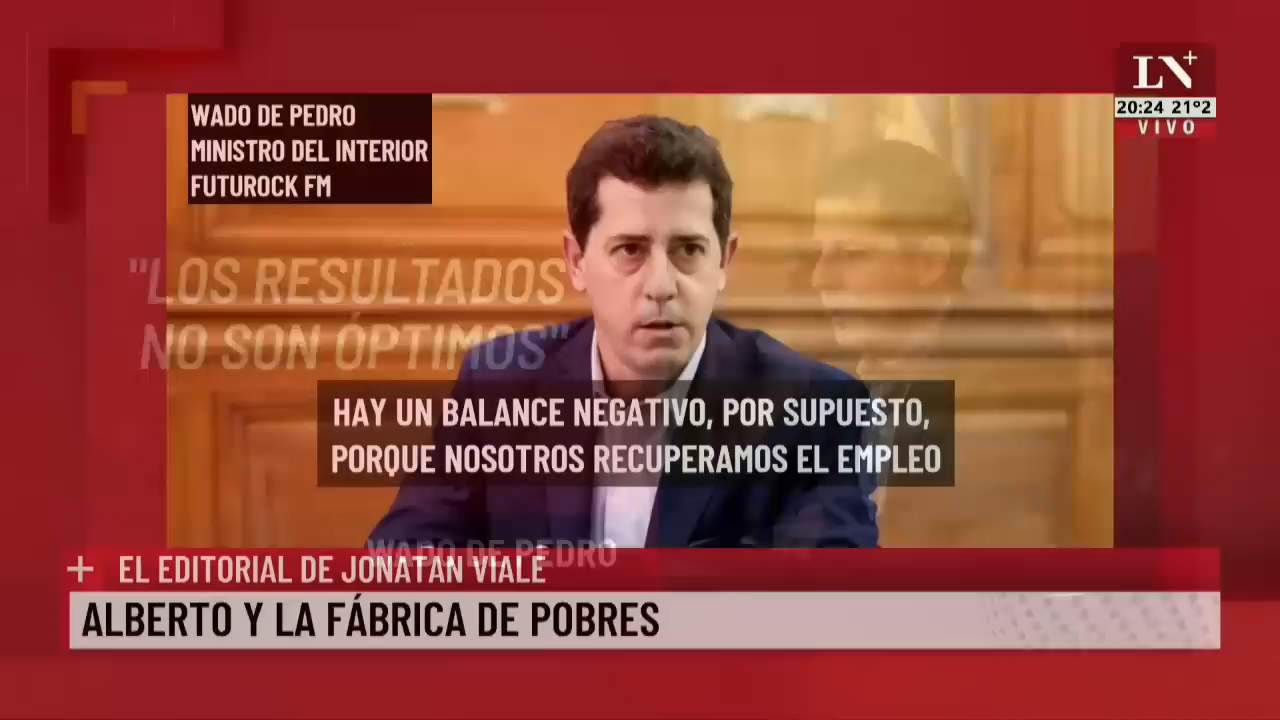 WADO DE PEDRO
MINISTRO DEL INTERIOR
FUTUROCK FM
LN+
20:24 21º2
VIVO
"LOS RESULTADOS
NO SON ÓPTIMOS"
HAY UN BALANCE NEGATIVO, POR SUPUESTO,
PORQUE NOSOTROS RECUPERAMOS EL EMPLEO
WADO DE PEDRO
+ EL EDITORIAL DE JONATAN VIALE
ALBERTO Y LA FÁBRICA DE POBRES